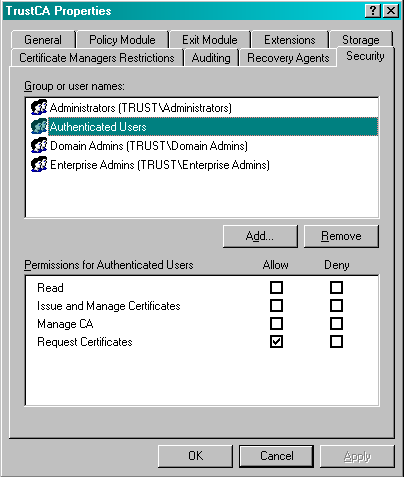 TrustCA Properties
General Policy Module Exit Module Extensions Storage
Certificate Managers Restrictions Auditing Recovery Agents Security
Group or user names:
Administrators (TRUST\Administrators)
Authenticated Users
Domain Admins (TRUST\Domain Admins)
Enterprise Admins (TRUST\Enterprise Admins)
Add... Remove
Permissions for Authenticated Users Allow Deny
Read
Issue and Manage Certificates
Manage CA
Request Certificates
OK Cancel Apply